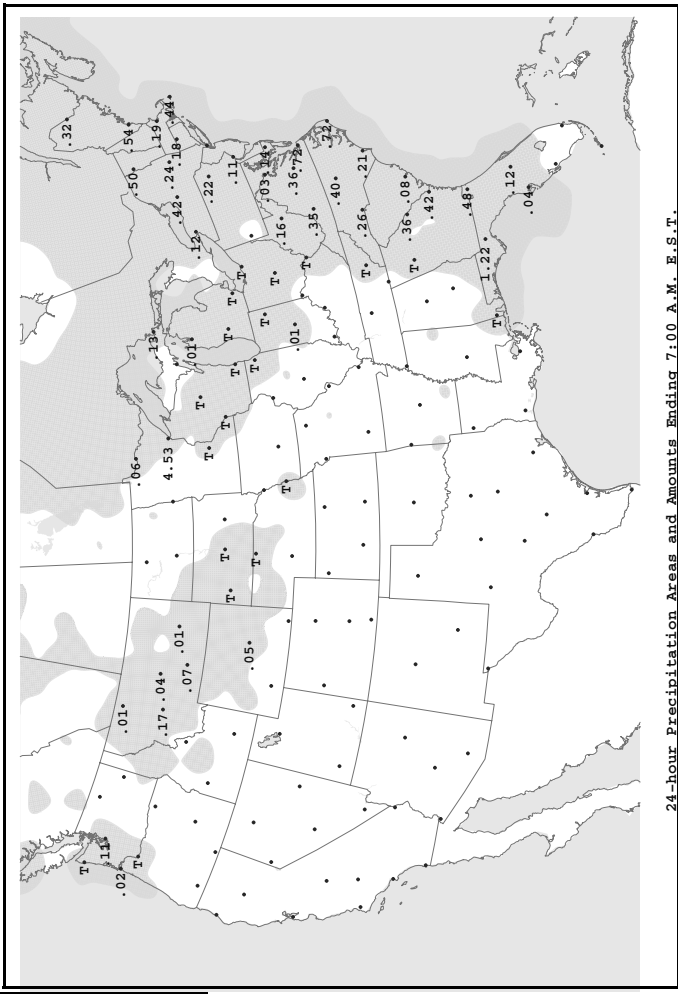 .32
T
.11
.02
.01
.54
.50
T
.06
.13
.19
.04
.17
.44
4.53
.24
.18
.42
.01
.07
.01
.12
T
.22
T
T
T
T
T
.11
T
T
T
.05
T
T
.14
.03
T
T
.16
T
.36
.01
.72
T
.35
.72
.40
.21
.26
T
.08
.36
T
.42
.48
1.22
T
.12
.04
24-hour Precipitation Areas and Amounts Ending 7:00 A.M. E.S.T.